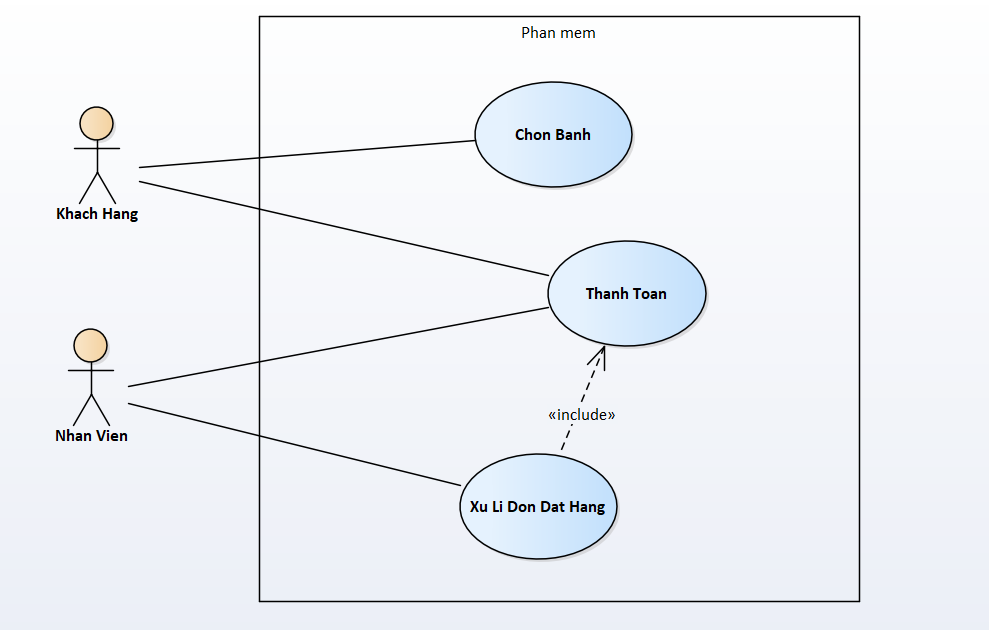 Phan mem
Chon Banh
Khach Hang
Thanh Toan
Nhan Vien
«include»
Xu Li Don Dat Hang